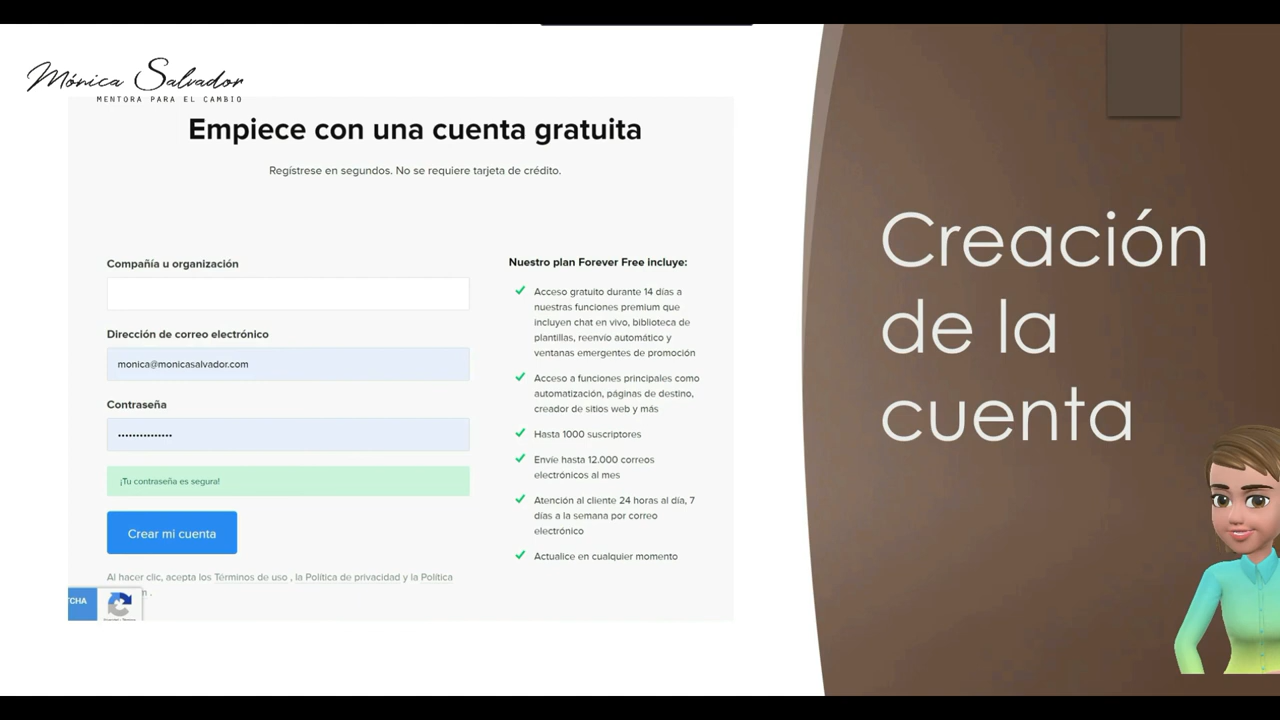 Mónica Salvador
MENTORA PARA EL CAMBIO
Empiece con una cuenta gratuita
Regístrese en segundos. No se requiere tarjeta de crédito.
Compañía u organización
Dirección de correo electrónico
monica@monicasalvador.com
Contraseña
•••••••••••••••
¡Tu contraseña es segura!
Crear mi cuenta
Al hacer clic, acepta los Términos de uso , la Política de privacidad y la Política
n .
TCHA
Nuestro plan Forever Free incluye:
Acceso gratuito durante 14 días a
nuestras funciones premium que
incluyen chat en vivo, biblioteca de
plantillas, reenvío automático y
ventanas emergentes de promoción
Acceso a funciones principales como
automatización, páginas de destino,
creador de sitios web y más
Hasta 1000 suscriptores
Envíe hasta 12.000 correos
electrónicos al mes
Atención al cliente 24 horas al día, 7
días a la semana por correo
electrónico
Actualice en cualquier momento
Creación
de la
cuenta